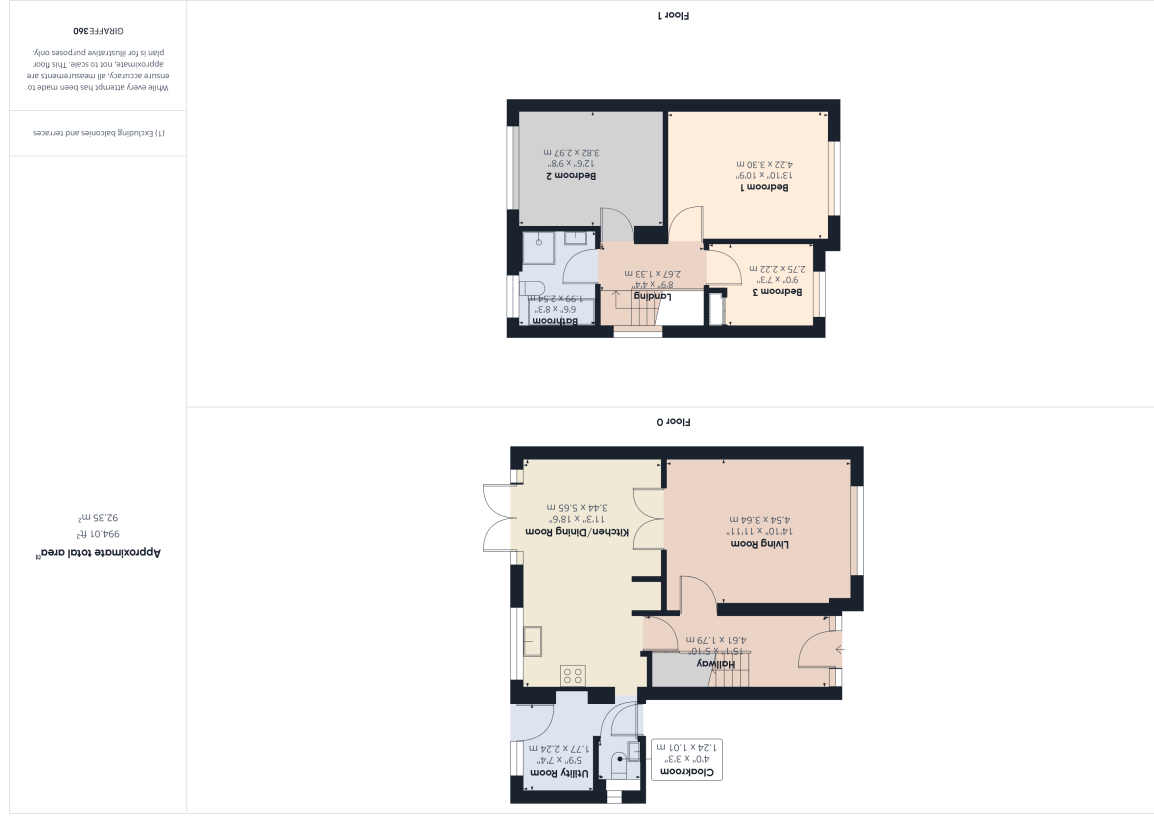 Approximate total area(1)
994.01 ft²
92.35 m²
(1) Excluding balconies and terraces
While every attempt has been made to
ensure accuracy, all measurements are
approximate, not to scale. This floor
plan is for illustrative purposes only.
GIRAFFE360
Cloakroom
4'0" x 3'3"
1.24 x 1.01 m
Utility Room
5'9" x 7'4"
1.77 x 2.24 m
Hallway
15'1" x 5'10"
4.61 x 1.79 m
Living Room
14'10" x 11'11"
4.54 x 3.64 m
Kitchen/Dining Room
11'3" x 18'6"
3.44 x 5.65 m
Floor 0
Bathroom
6'6" x 8'3"
1.99 x 2.54 m
Landing
8'9" x 4'4"
2.67 x 1.33 m
Bedroom 3
9'0" x 7'3"
2.75 x 2.22 m
Bedroom 1
13'10" x 10'9"
4.22 x 3.30 m
Bedroom 2
12'6" x 9'8"
3.82 x 2.97 m
Floor 1